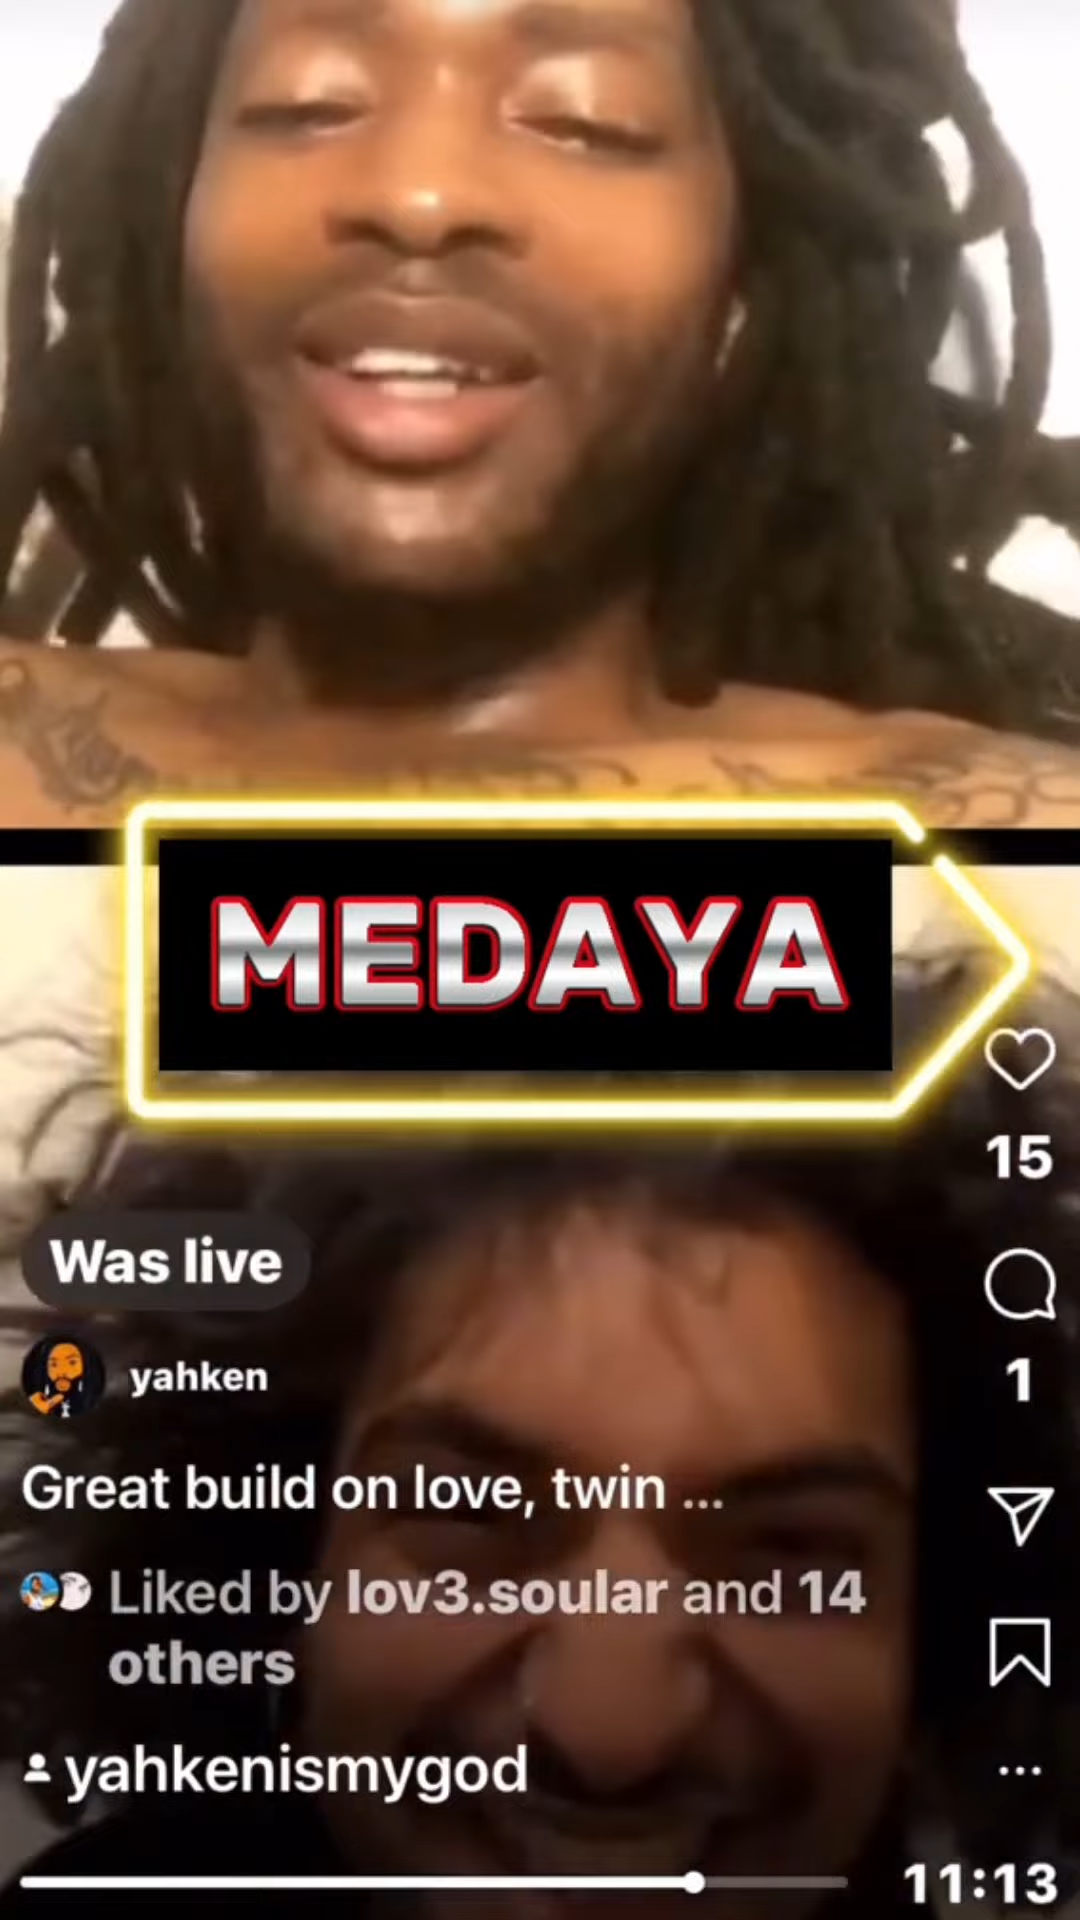 MEDAYA
15
Was live
yahken
1
Great build on love, twin ...
Liked by lov3.soular and 14
others
yahkenismygod
11:13